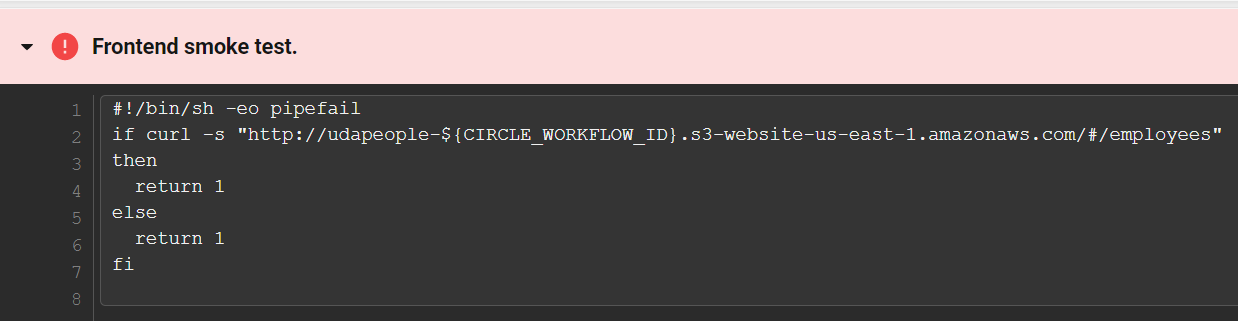 Frontend smoke test.
1 #!/bin/sh -eo pipefail
2 if curl -s "http://udapeople-${CIRCLE_WORKFLOW_ID}.s3-website-us-east-1.amazonaws.com/#/employees"
3 then
4   return 1
5 else
6   return 1
7 fi
8